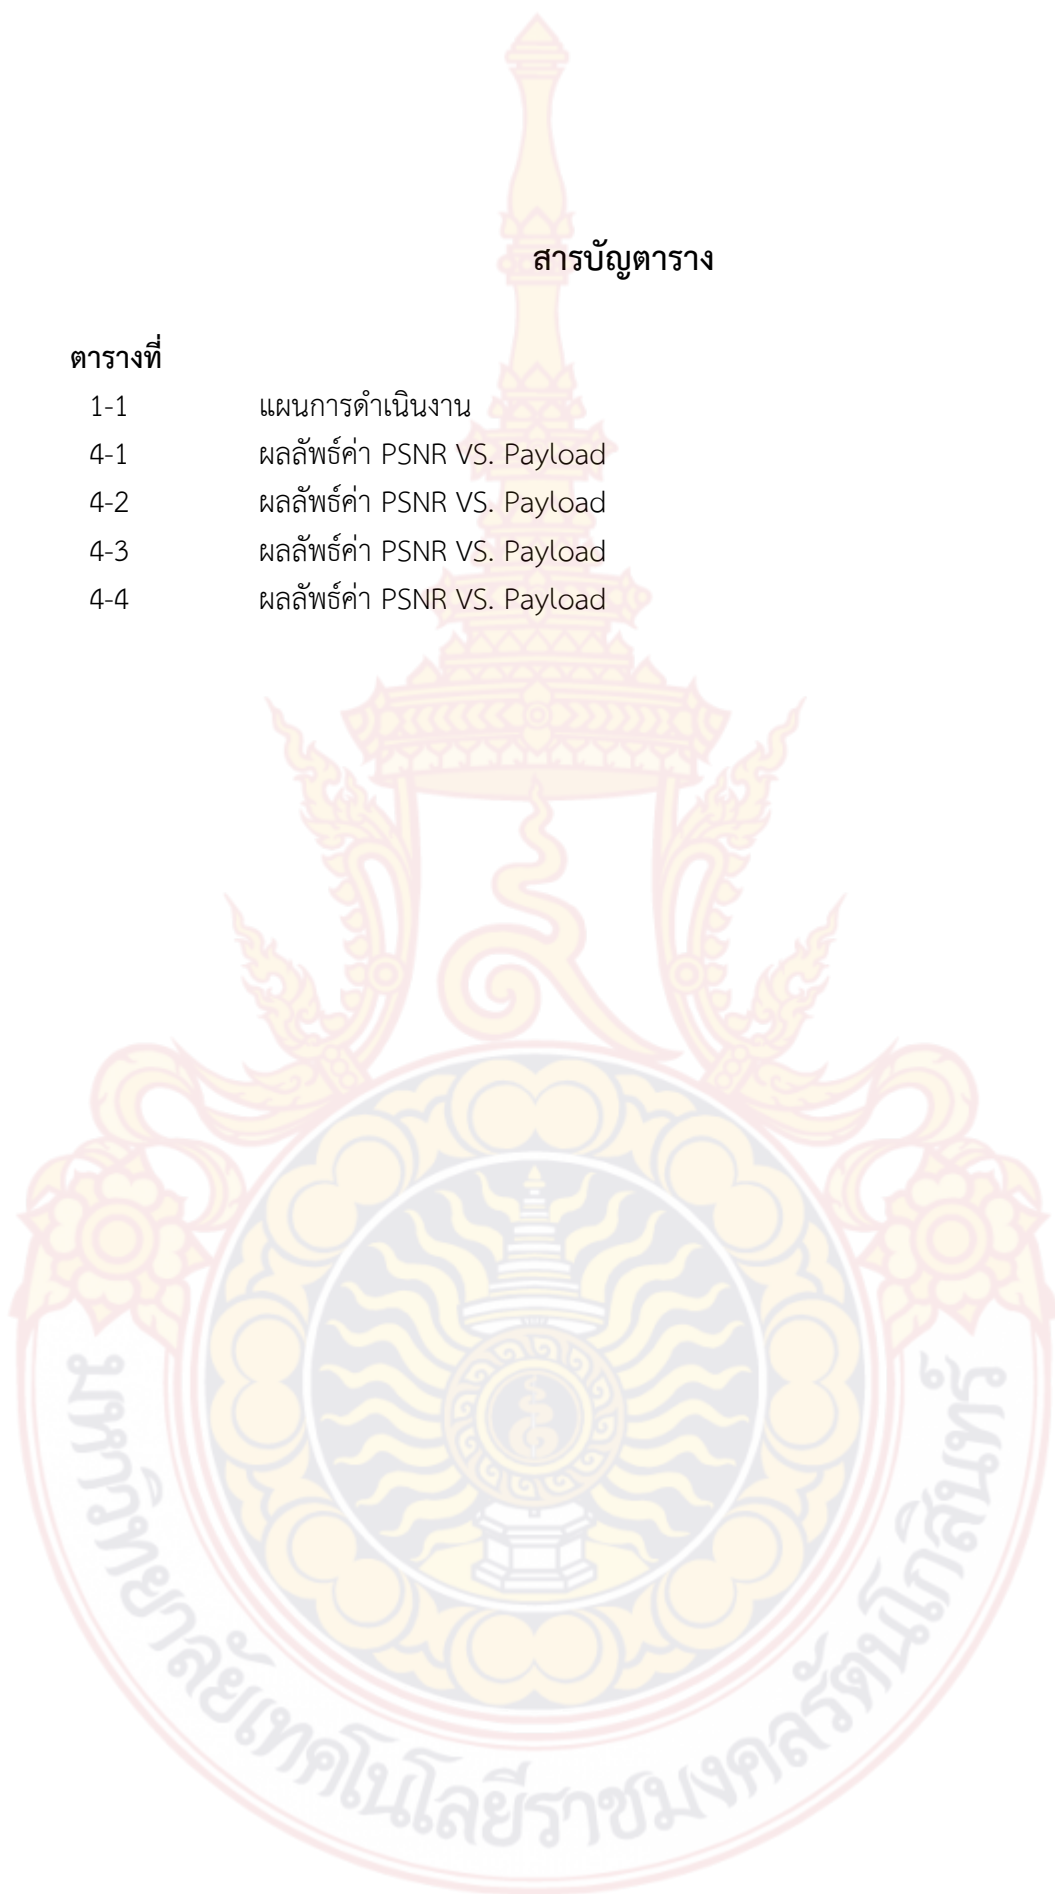 สารบัญตาราง
ตารางที่
1-1 แผนการดำเนินงาน
4-1 ผลลัพธ์ค่า PSNR VS. Payload
4-2 ผลลัพธ์ค่า PSNR VS. Payload
4-3 ผลลัพธ์ค่า PSNR VS. Payload
4-4 ผลลัพธ์ค่า PSNR VS. Payload
มหาวิทยาลัยเทคโนโลยีราชมงคลรัตนโกสินทร์